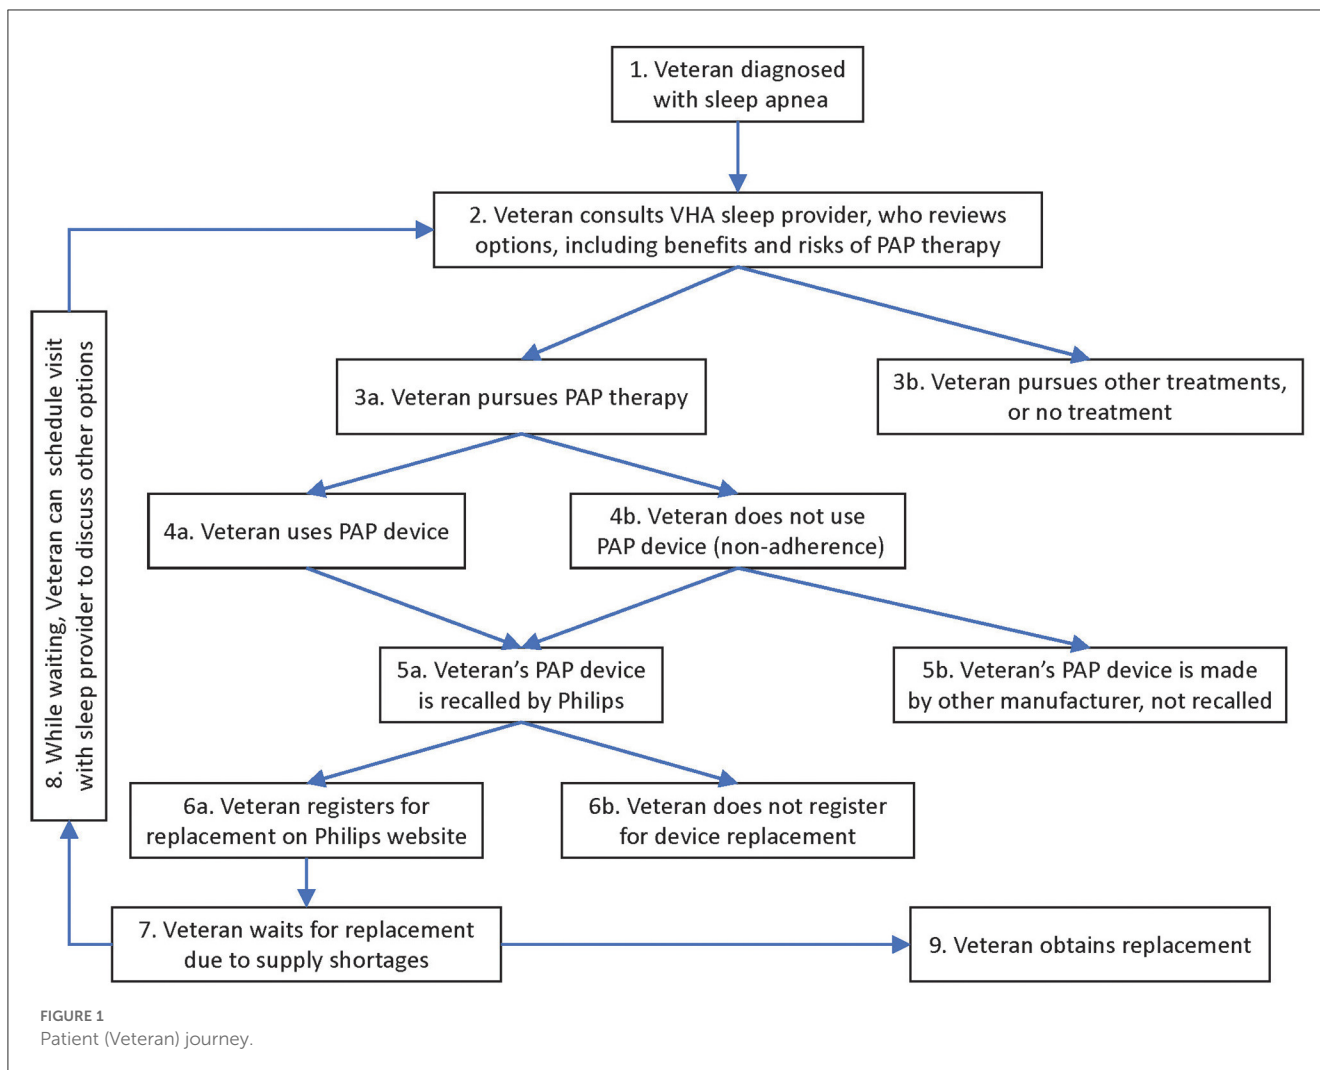 1. Veteran diagnosed
with sleep apnea
2. Veteran consults VHA sleep provider, who reviews
options, including benefits and risks of PAP therapy
3a. Veteran pursues PAP therapy
3b. Veteran pursues other treatments,
or no treatment
4a. Veteran uses PAP device
4b. Veteran does not use
PAP device (non-adherence)
5a. Veteran’s PAP device
is recalled by Philips
5b. Veteran’s PAP device is made
by other manufacturer, not recalled
6a. Veteran registers for
replacement on Philips website
6b. Veteran does not register
for device replacement
7. Veteran waits for replacement
due to supply shortages
8. While waiting, Veteran can schedule visit
with sleep provider to discuss other options
9. Veteran obtains replacement
FIGURE 1
Patient (Veteran) journey.